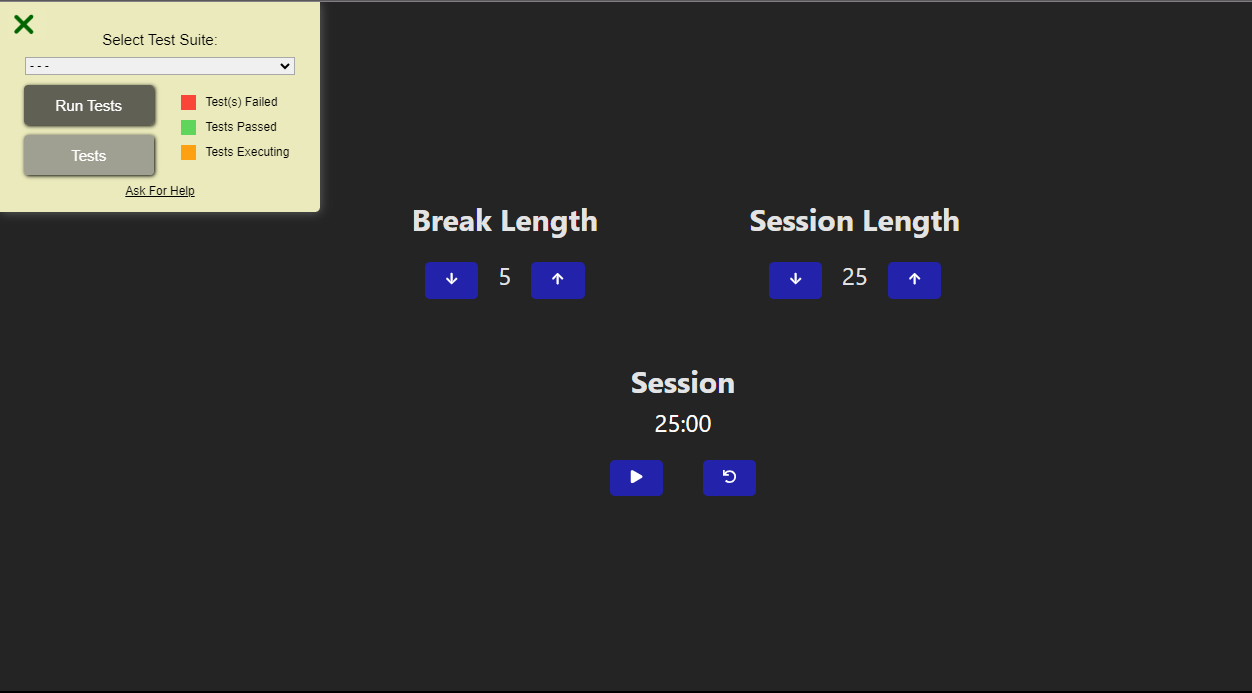 Select Test Suite:
- - -
Run Tests
Test(s) Failed
Tests Passed
Tests
Tests Executing
Ask For Help
Break Length
Session Length
5
25
Session
25:00